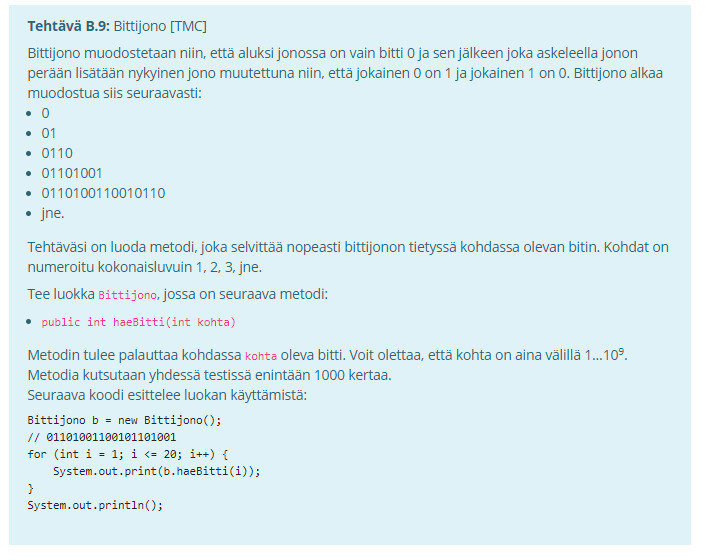 Tehtävä B.9: Bittijono [TMC]
Bittijono muodostetaan niin, että aluksi jonossa on vain bitti 0 ja sen jälkeen joka askeleella jonon
perään lisätään nykyinen jono muutettuna niin, että jokainen 0 on 1 ja jokainen 1 on 0. Bittijono alkaa
muodostua siis seuraavasti:
• 0
• 01
• 0110
• 01101001
• 0110100110010110
• jne.
Tehtäväsi on luoda metodi, joka selvittää nopeasti bittijonon tietyssä kohdassa olevan bitin. Kohdat on
numeroitu kokonaisluvuin 1, 2, 3, jne.
Tee luokka Bittijono, jossa on seuraava metodi:
• public int haeBitti(int kohta)
Metodin tulee palauttaa kohdassa kohta oleva bitti. Voit olettaa, että kohta on aina välillä 1...10⁹.
Metodia kutsutaan yhdessä testissä enintään 1000 kertaa.
Seuraava koodi esittelee luokan käyttämistä:
Bittijono b = new Bittijono();
// 01101001100101101001
for (int i = 1; i <= 20; i++) {
    System.out.print(b.haeBitti(i));
}
System.out.println();